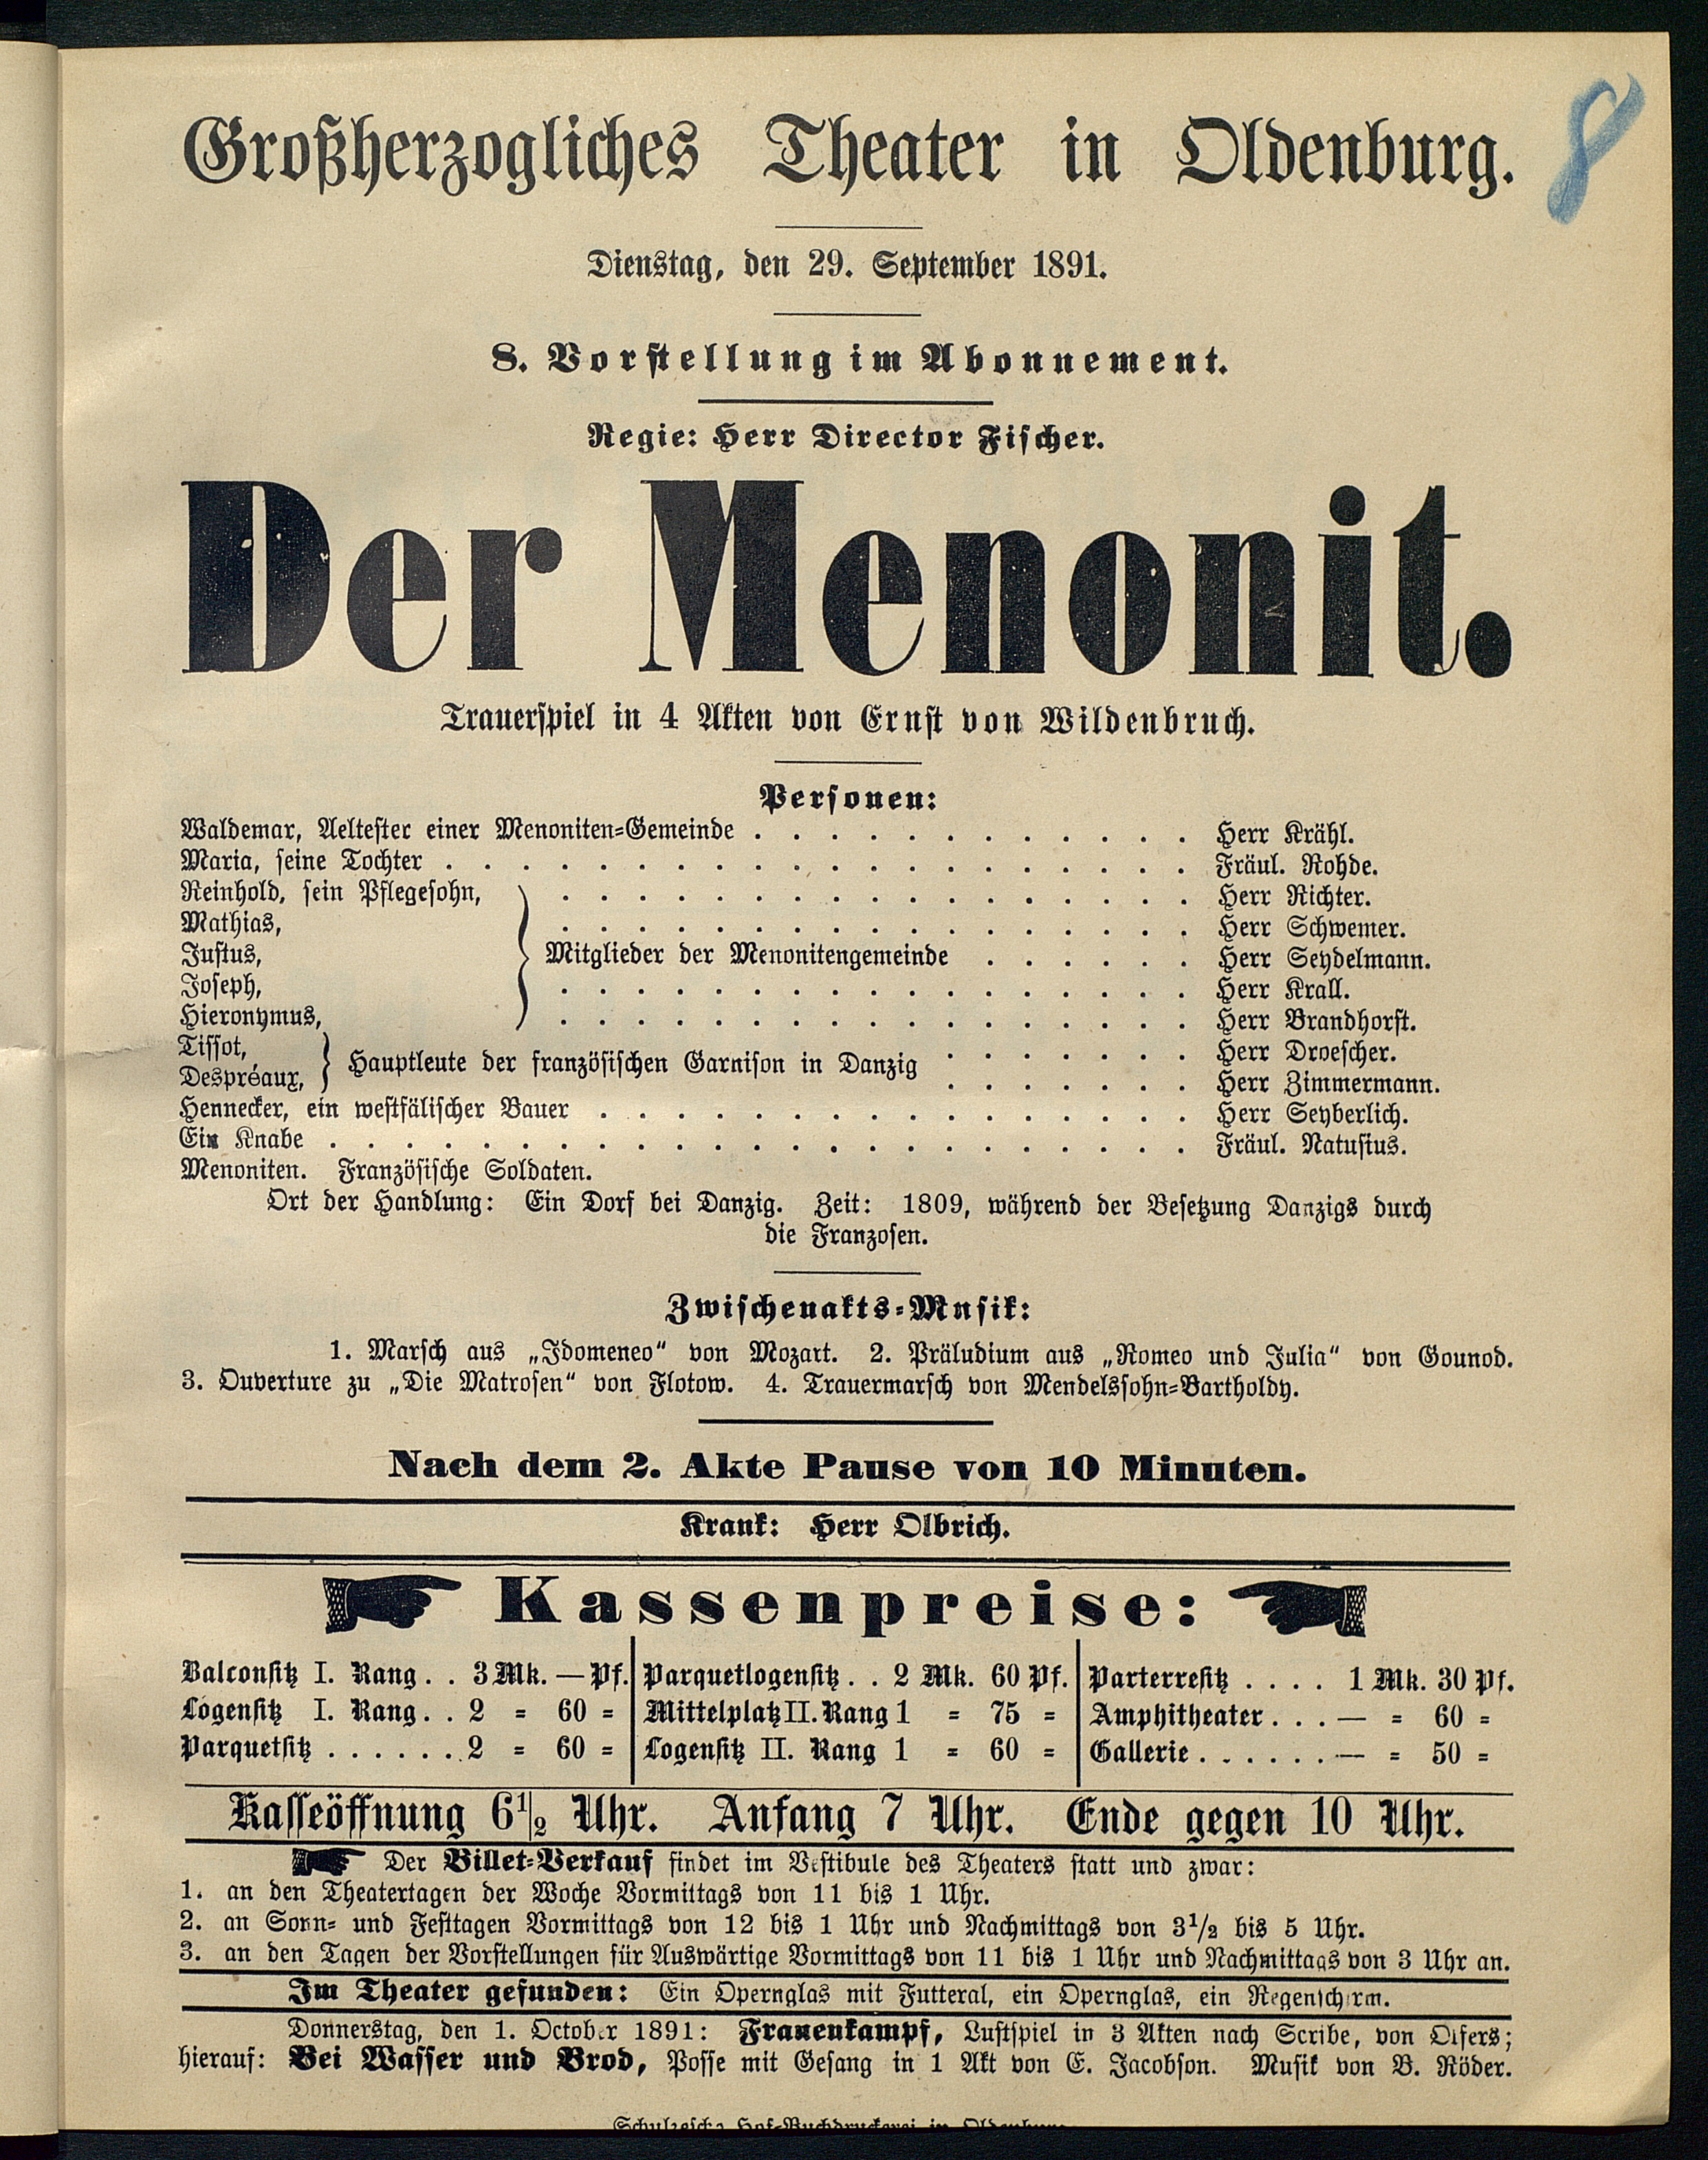 8
Großherzogliches Theater in Oldenburg.
Dienstag, den 29. September 1891.
8. Vorstellung im Abonnement.
Regie: Herr Director Fischer.
Der Menonit.
Trauerspiel in 4 Akten von Ernst von Wildenbruch.
Personen:
Waldemar, Aeltester einer Menoniten-Gemeinde . . . . . . . . . . . . Herr Krähl.
Maria, seine Tochter . . . . . . . . . . . . . . . . . . . . Fräul. Rohde.
Reinhold, sein Pflegesohn, . . . . . . . . . . . . . . . . . Herr Richter.
Mathias, . . . . . . . . . . . . . . . . . Herr Schwemer.
Justus, } Mitglieder der Menonitengemeinde . . . . . . Herr Seydelmann.
Joseph, . . . . . . . . . . . . . . . . . Herr Krall.
Hieronymus, . . . . . . . . . . . . . . . . . Herr Brandhorst.
Tissot, } Hauptleute der französischen Garnison in Danzig . . . . . . . Herr Droescher.
Despréaux, . . . . . . . Herr Zimmermann.
Hennecker, ein westfälischer Bauer . . . . . . . . . . . . . . . . Herr Seyberlich.
Ein Knabe . . . . . . . . . . . . . . . . . . . . . . . Fräul. Natusius.
Menoniten. Französische Soldaten.
Ort der Handlung: Ein Dorf bei Danzig. Zeit: 1809, während der Besetzung Danzigs durch
die Franzosen.
Zwischenakts-Musik:
1. Marsch aus „Idomeneo“ von Mozart. 2. Präludium aus „Romeo und Julia“ von Gounod.
3. Ouverture zu „Die Matrosen“ von Flotow. 4. Trauermarsch von Mendelssohn-Bartholdy.
Nach dem 2. Akte Pause von 10 Minuten.
Krank: Herr Olbrich.
Kassenpreise:
Balconsitz I. Rang . . 3 Mk. — Pf. Parquetlogensitz . . 2 Mk. 60 Pf. Parterresitz . . . . 1 Mk. 30 Pf.
Logensitz I. Rang . . 2 = 60 = Mittelplatz II. Rang 1 = 75 = Amphitheater . . . — = 60 =
Parquetsitz . . . . . . 2 = 60 = Logensitz II. Rang 1 = 60 = Gallerie . . . . . . — = 50 =
Kasseöffnung 6½ Uhr. Anfang 7 Uhr. Ende gegen 10 Uhr.
Der Billet-Verkauf findet im Vestibule des Theaters statt und zwar:
1. an den Theatertagen der Woche Vormittags von 11 bis 1 Uhr.
2. an Sonn- und Festtagen Vormittags von 12 bis 1 Uhr und Nachmittags von 3½ bis 5 Uhr.
3. an den Tagen der Vorstellungen für Auswärtige Vormittags von 11 bis 1 Uhr und Nachmittags von 3 Uhr an.
Im Theater gefunden: Ein Opernglas mit Futteral, ein Opernglas, ein Regenschirm.
Donnerstag, den 1. October 1891: Frauenkampf, Lustspiel in 3 Akten nach Scribe, von Olfers;
hierauf: Bei Wasser und Brod, Posse mit Gesang in 1 Akt von E. Jacobson. Musik von B. Röder.
Schulzesche Hof-Buchdruckerei in Oldenburg